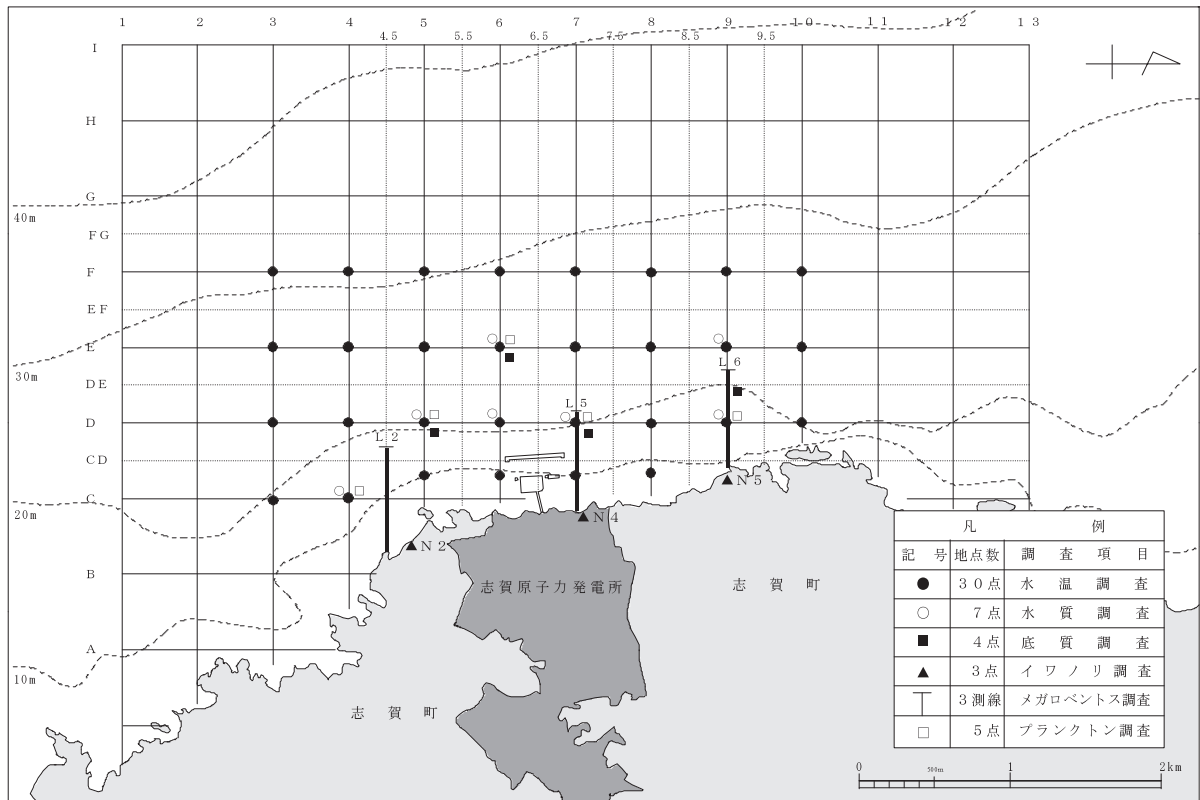 1 2 3 4 5 6 7 8 9 10 11 12 13
4.5 5.5 6.5 7.5 8.5 9.5
I
H
G
40m
FG
F
EF
E
30m
DE
L6
D
L5
L2
CD
N5
C
20m
N4
N2
B
志賀原子力発電所
志賀町
A
10m
志賀町
凡例
記号 地点数 調査項目
● 30点 水温調査
○ 7点 水質調査
■ 4点 底質調査
▲ 3点 イワノリ調査
3測線 メガロベントス調査
□ 5点 プランクトン調査
0 500m 1 2km